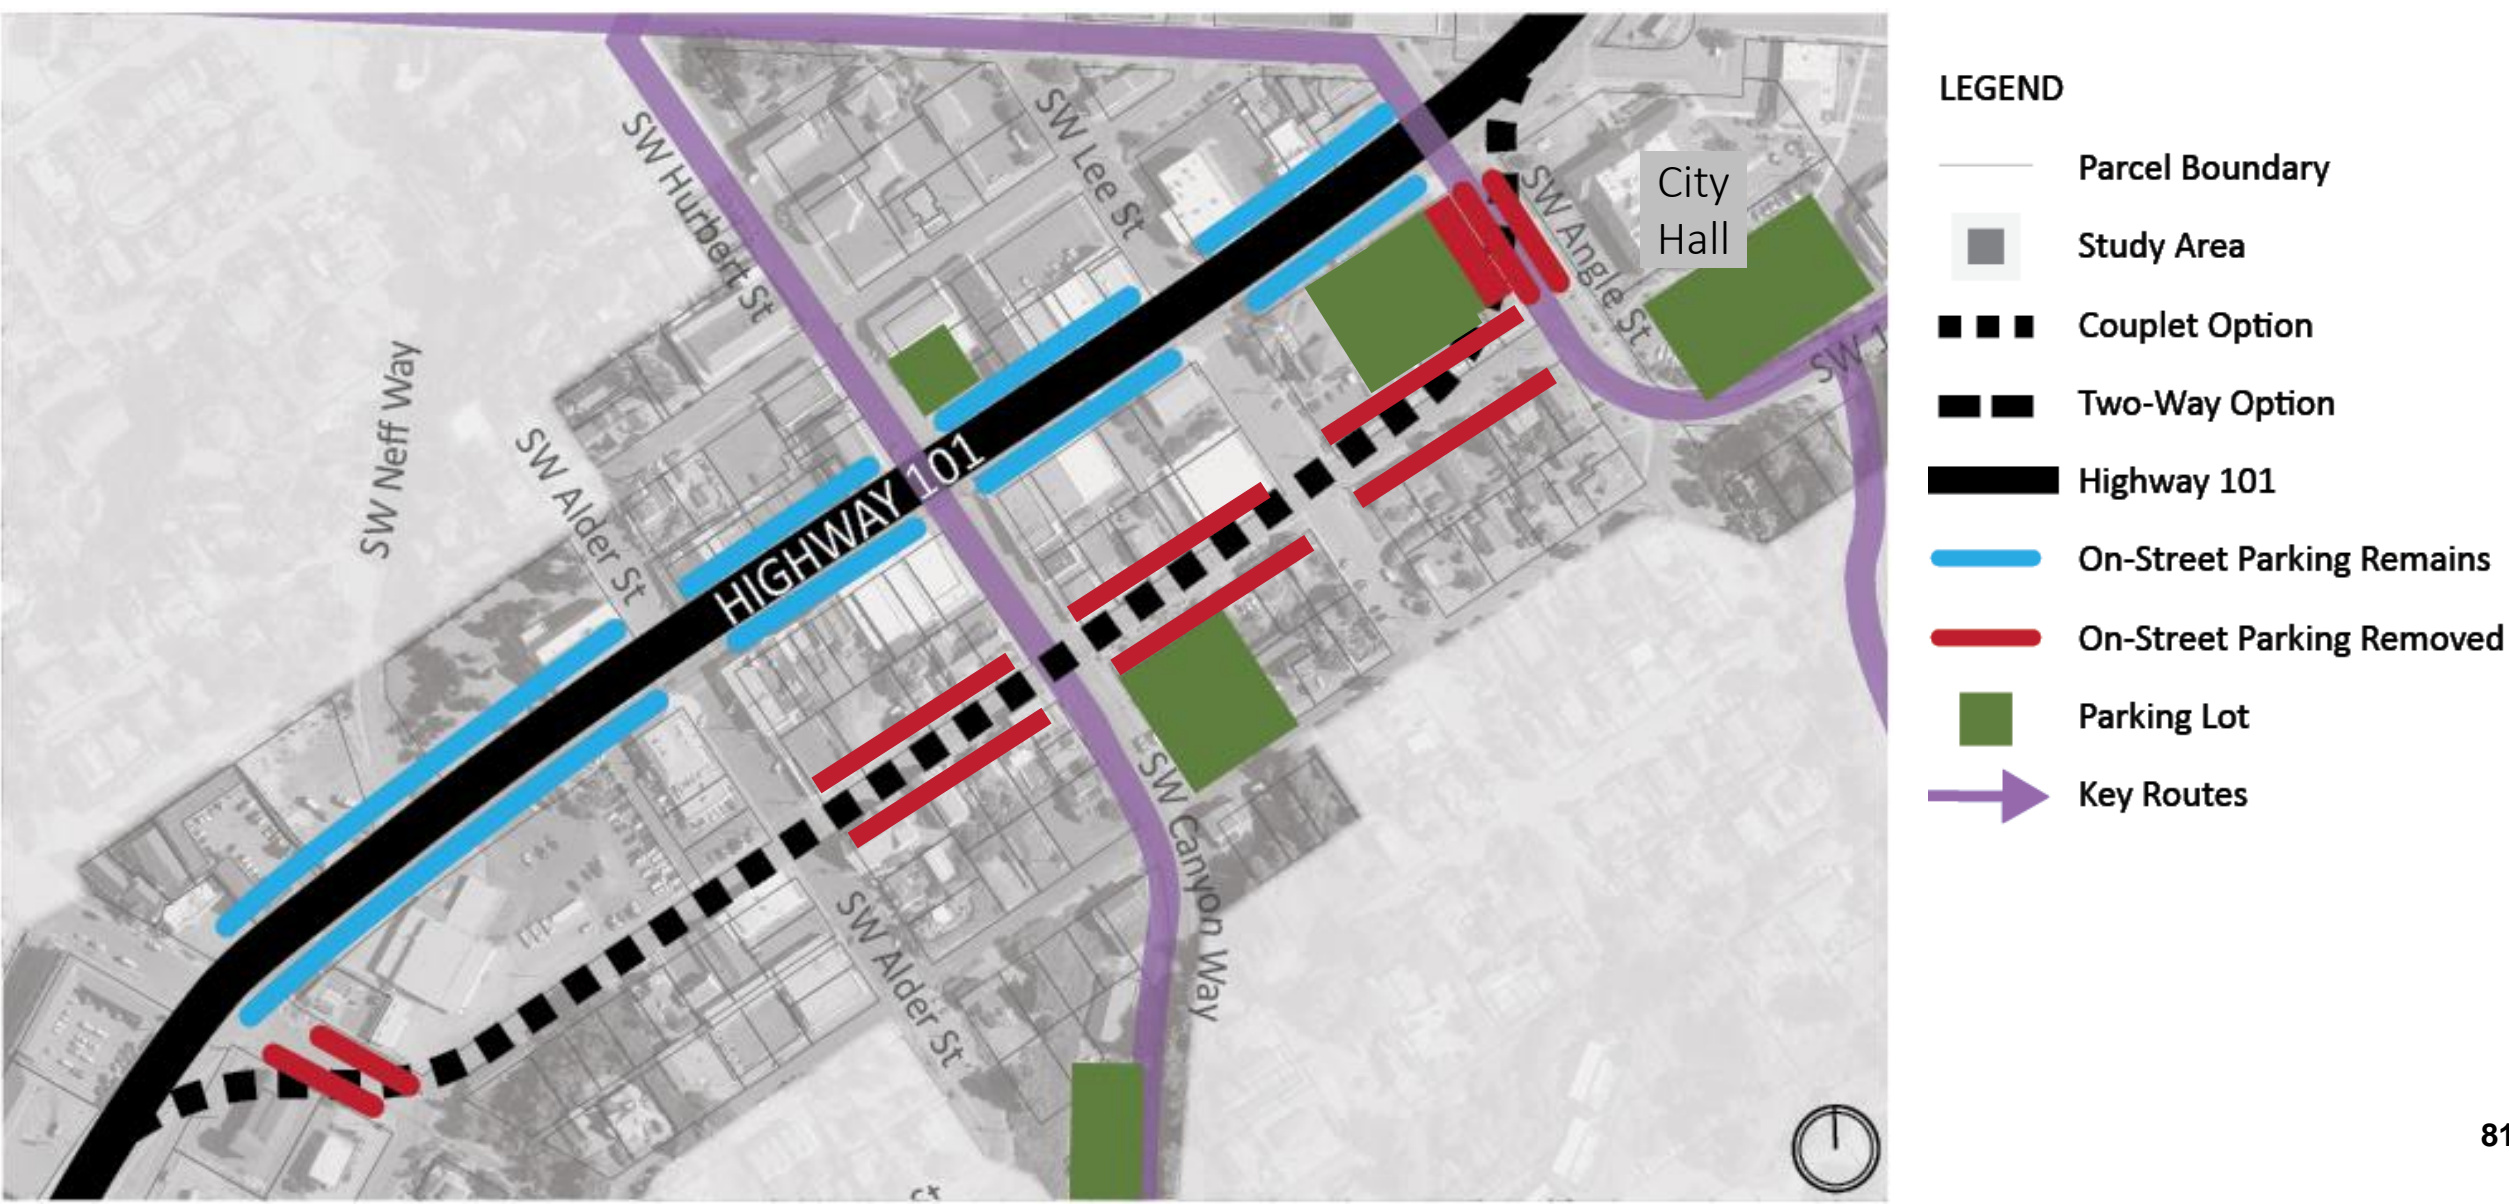 SW Hurbert St
SW Lee St
SW Angle St
City
Hall
SW 1
SW Neff Way
SW Alder St
HIGHWAY 101
SW Canyon Way
SW Alder St
LEGEND
Parcel Boundary
Study Area
Couplet Option
Two-Way Option
Highway 101
On-Street Parking Remains
On-Street Parking Removed
Parking Lot
Key Routes
81